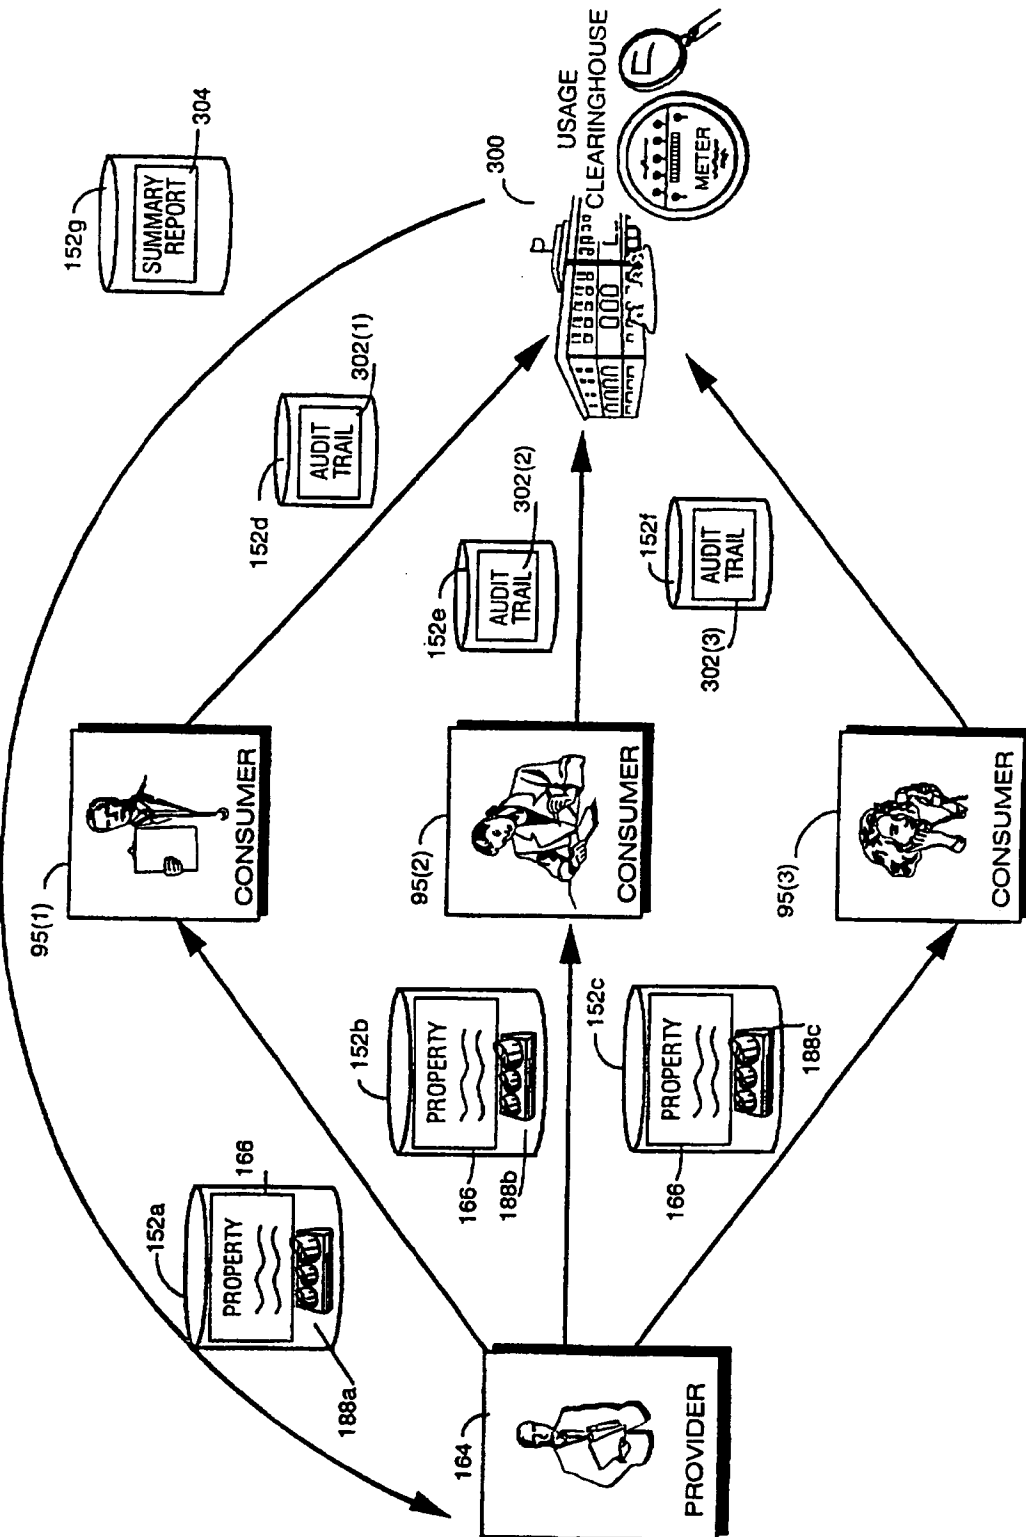 152g
SUMMARY
REPORT
304
300
USAGE
CLEARINGHOUSE
METER
152d
AUDIT
TRAIL
302(1)
152e
AUDIT
TRAIL
302(2)
152f
AUDIT
TRAIL
302(3)
95(1)
CONSUMER
95(2)
CONSUMER
95(3)
CONSUMER
152a
PROPERTY
166
188a
152b
PROPERTY
166
188b
152c
PROPERTY
166
188c
164
PROVIDER